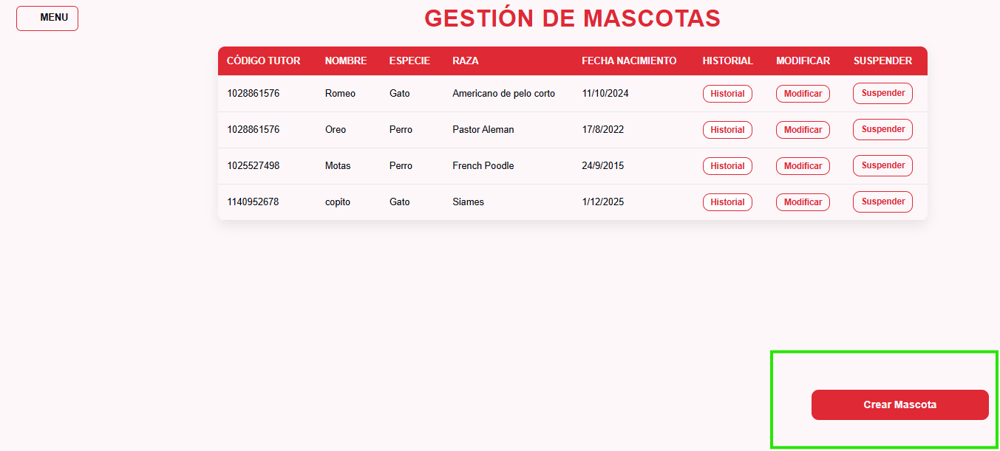 MENU
GESTIÓN DE MASCOTAS
CÓDIGO TUTOR NOMBRE ESPECIE RAZA FECHA NACIMIENTO HISTORIAL MODIFICAR SUSPENDER
1028861576 Romeo Gato Americano de pelo corto 11/10/2024 Historial Modificar Suspender
1028861576 Oreo Perro Pastor Aleman 17/8/2022 Historial Modificar Suspender
1025527498 Motas Perro French Poodle 24/9/2015 Historial Modificar Suspender
1140952678 copito Gato Siames 1/12/2025 Historial Modificar Suspender
Crear Mascota